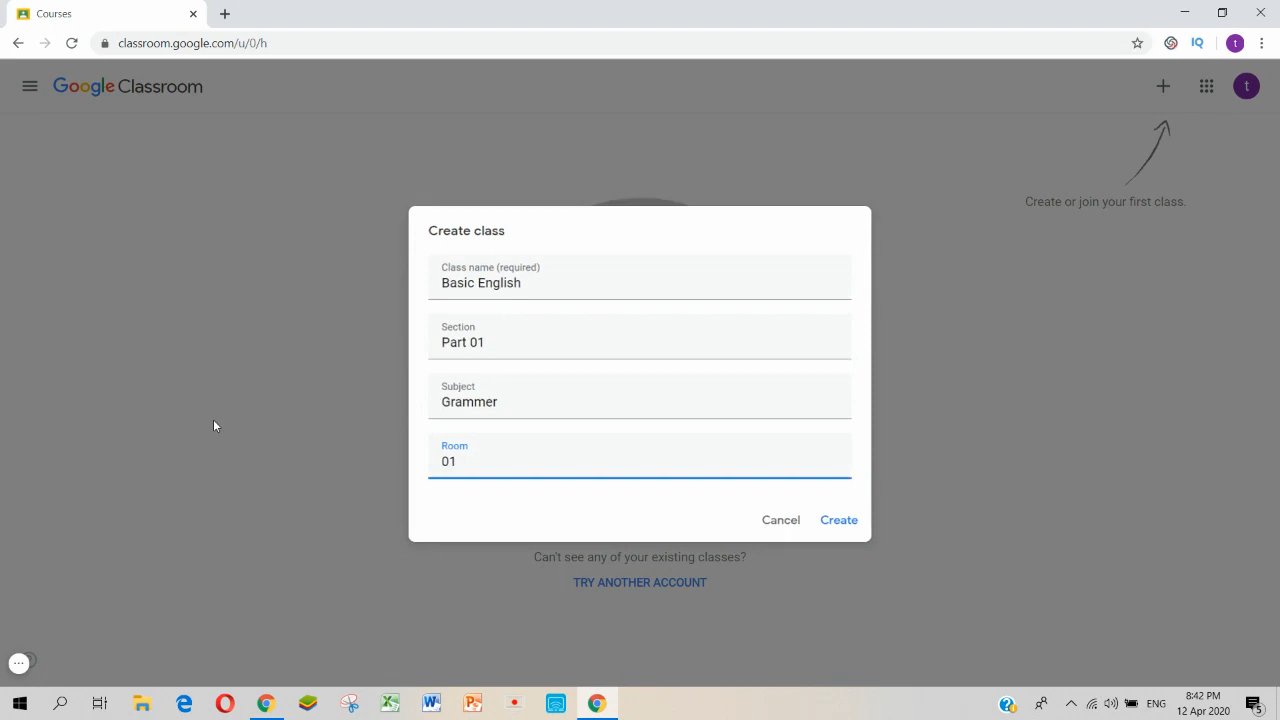 Courses
classroom.google.com/u/0/h
IQ
t
Google Classroom
t
Create or join your first class.
Create class
Class name (required)
Basic English
Section
Part 01
Subject
Grammer
Room
01
Cancel
Create
Can't see any of your existing classes?
TRY ANOTHER ACCOUNT
ENG
8:42 PM
12 Apr 2020
5